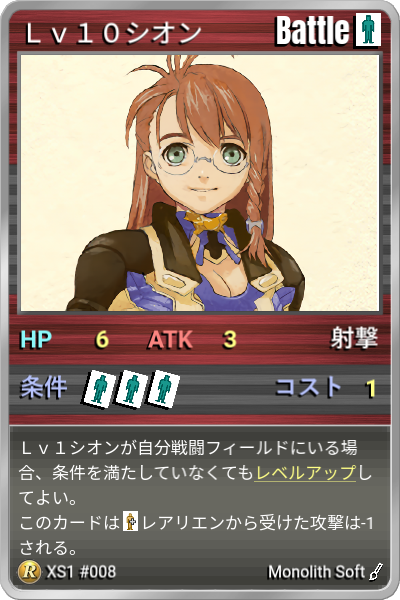 Ｌｖ１０シオン Battle
HP 6 ATK 3 射撃
条件 コスト 1
Ｌｖ１シオンが自分戦闘フィールドにいる場
合、条件を満たしていなくてもレベルアップし
てよい。
このカードはレアリエンから受けた攻撃は-1
される。
R XS1 #008 Monolith Soft